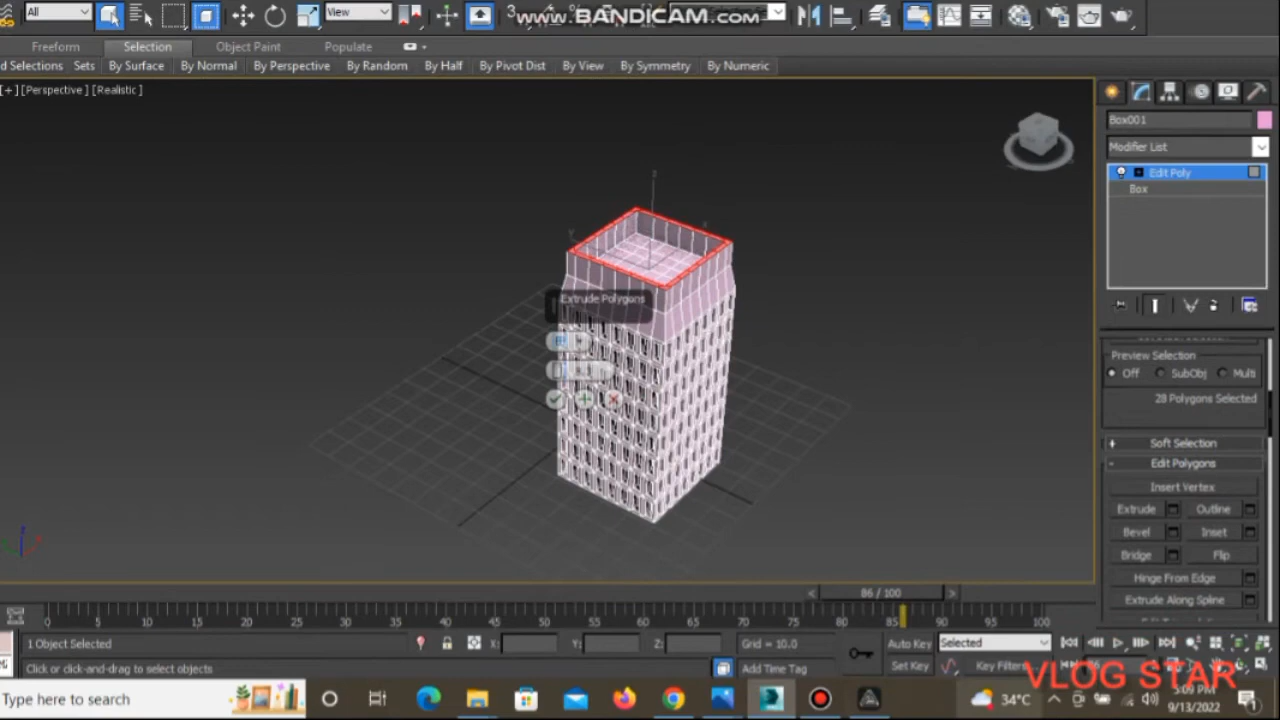 All
View
3
www.BANDICAM.com
Freeform
Selection
Object Paint
Populate
d Selections
Sets
By Surface
By Normal
By Perspective
By Random
By Half
By Pivot Dist
By View
By Symmetry
By Numeric
[+] [Perspective] [Realistic]
Box001
Modifier List
Edit Poly
Box
Extrude Polygons
Preview Selection
Off
SubObj
Multi
28 Polygons Selected
+ Soft Selection
- Edit Polygons
Insert Vertex
Extrude
Outline
Bevel
Inset
Bridge
Flip
Hinge From Edge
Extrude Along Spline
86 / 100
0 5 10 15 20 25 30 35 40 45 50 55 60 65 70 75 80 85 90 95 100
1 Object Selected
X:
Y:
Z:
Grid = 10.0
Auto Key
Selected
Click or click-and-drag to select objects
Add Time Tag
Set Key
Key Filters
VLOG STAR
Type here to search
34°C
5:09 PM
9/13/2022